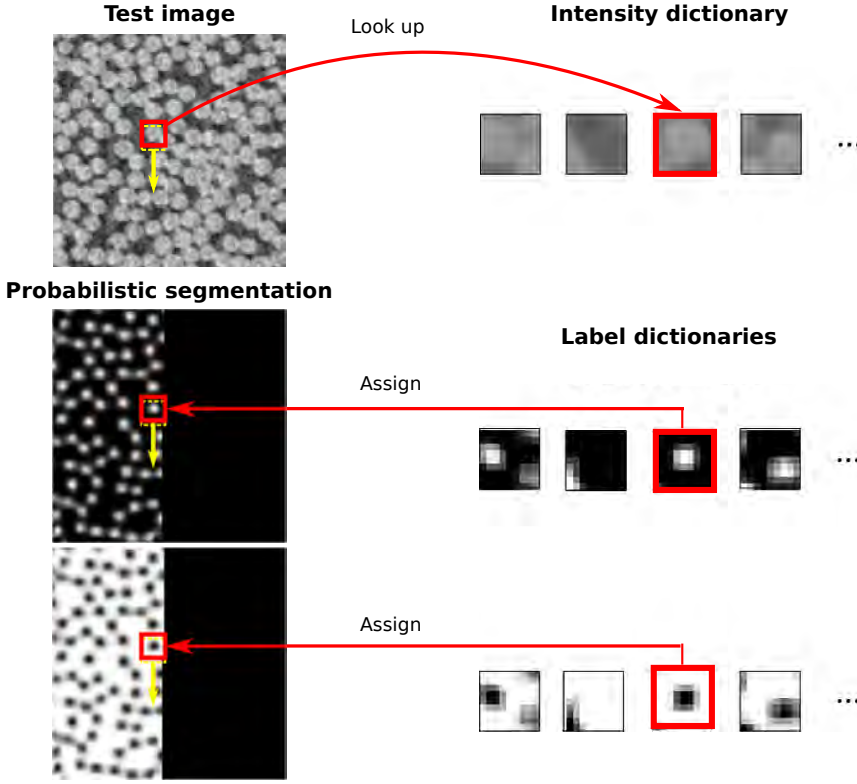 Test image
Intensity dictionary
Look up
...
Probabilistic segmentation
Label dictionaries
Assign
...
Assign
...